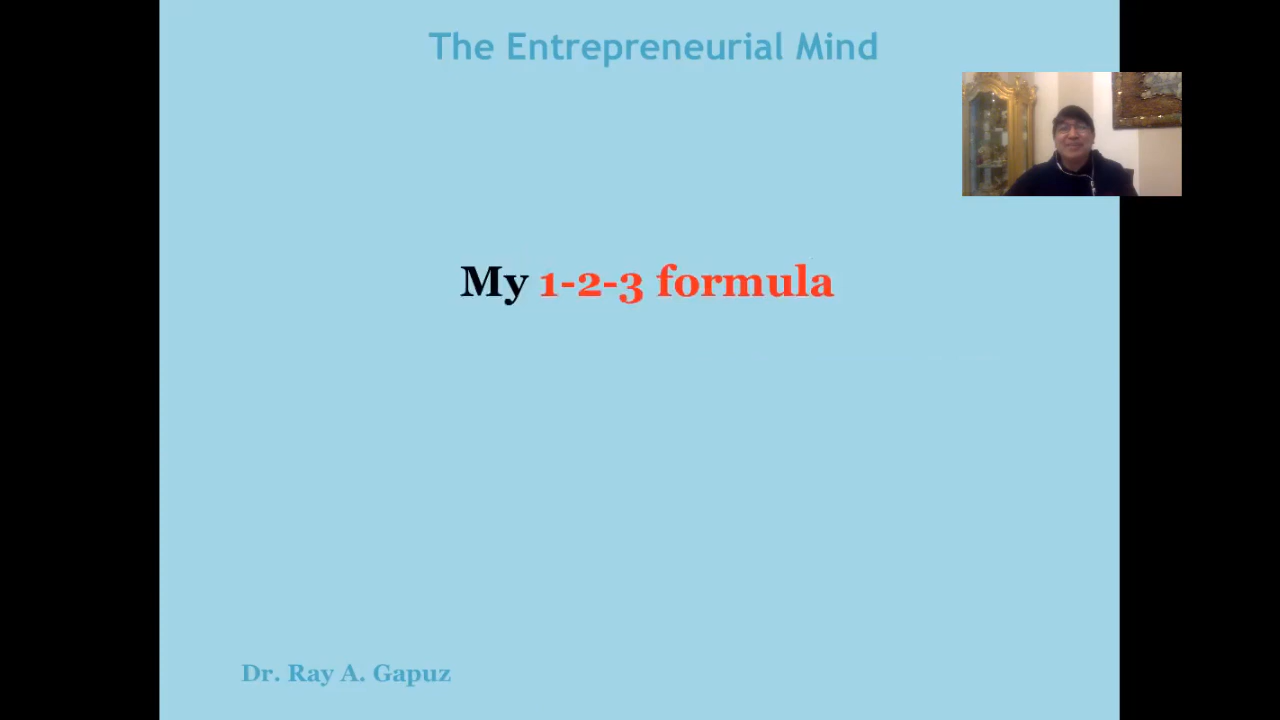 The Entrepreneurial Mind
My 1-2-3 formula
Dr. Ray A. Gapuz